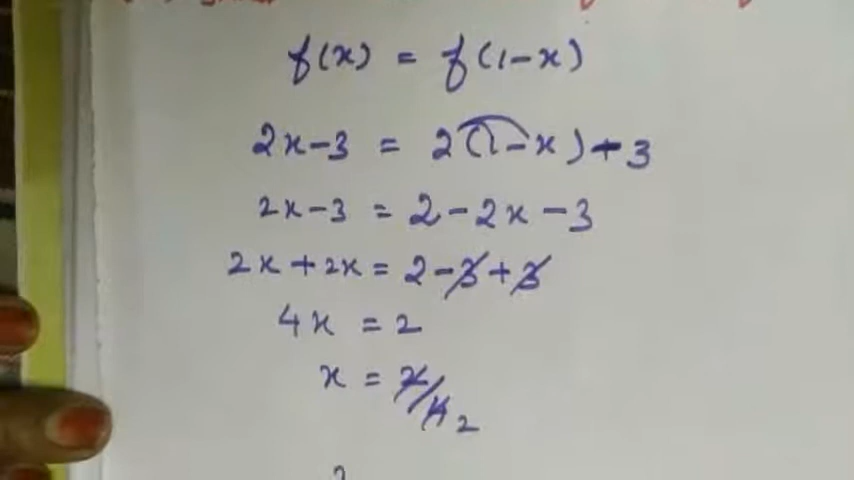 f(x) = f(1-x)
2x-3 = 2(1-x)-3
2x-3 = 2-2x-3
2x+2x = 2-3+3
4x = 2
x = 2/4 2